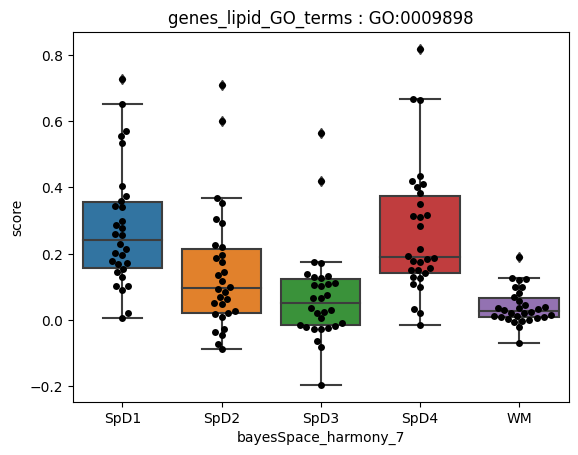 genes_lipid_GO_terms : GO:0009898
0.8
0.6
0.4
0.2
0.0
−0.2
score
SpD1 SpD2 SpD3 SpD4 WM
bayesSpace_harmony_7